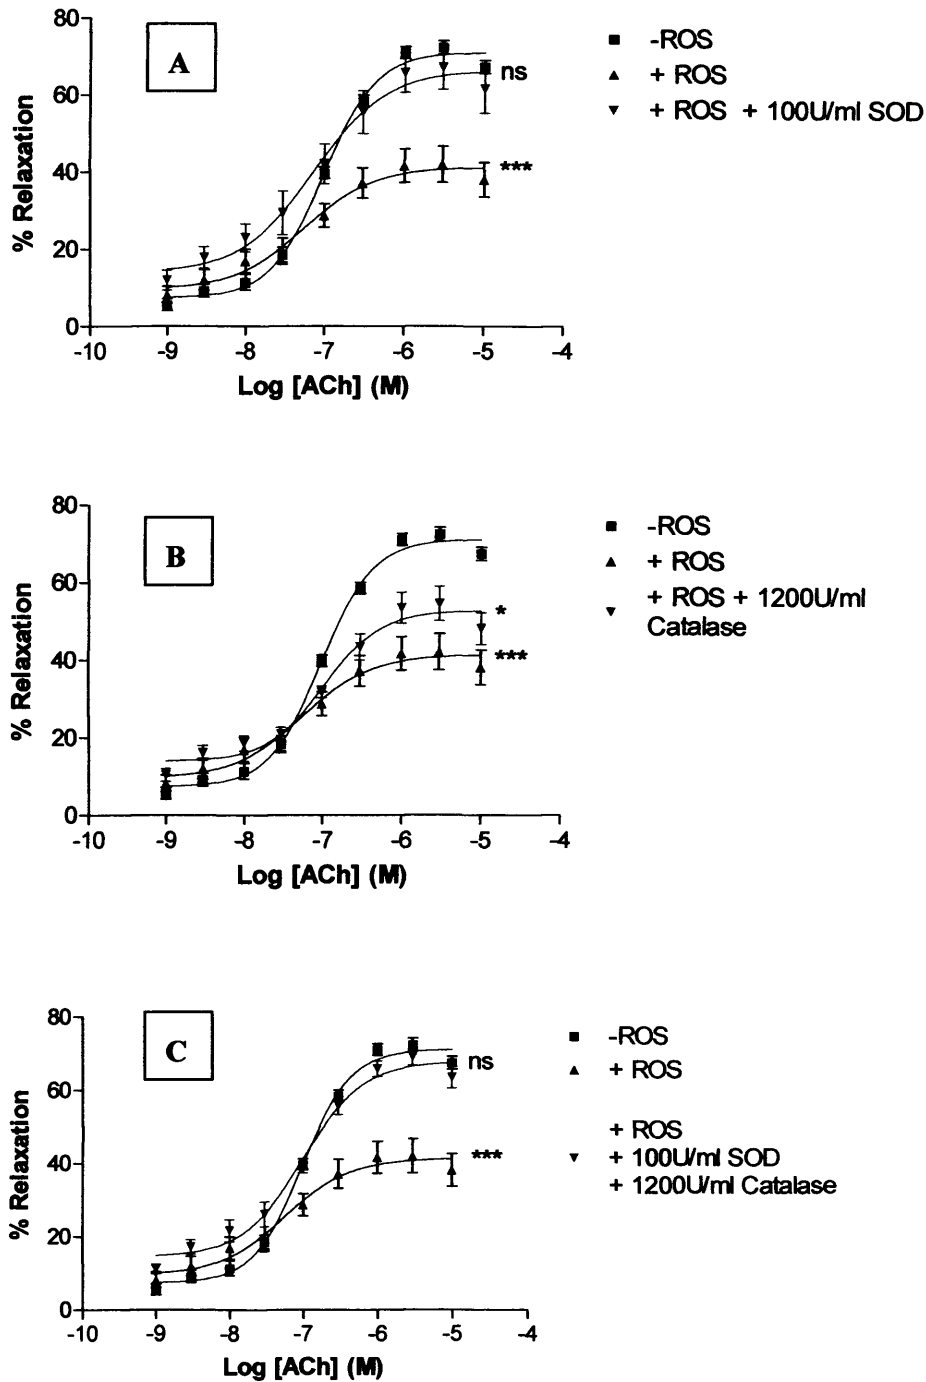 A
80
60
40
20
0
% Relaxation
-10 -9 -8 -7 -6 -5 -4
Log [ACh] (M)
ns
***
-ROS
+ ROS
+ ROS + 100U/ml SOD
B
80
60
40
20
0
% Relaxation
-10 -9 -8 -7 -6 -5 -4
Log [ACh] (M)
*
***
-ROS
+ ROS
+ ROS + 1200U/ml
Catalase
C
80
60
40
20
0
% Relaxation
-10 -9 -8 -7 -6 -5 -4
Log [ACh] (M)
ns
***
-ROS
+ ROS
+ ROS
+ 100U/ml SOD
+ 1200U/ml Catalase